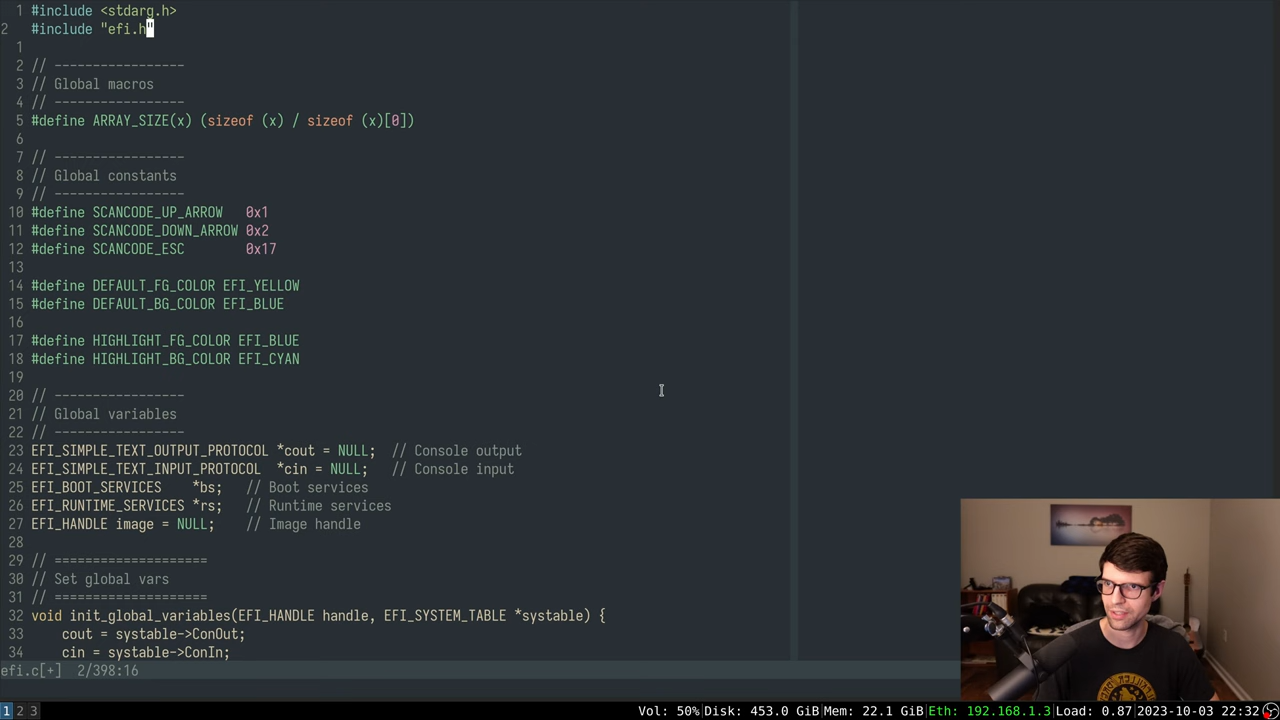 1 #include <stdarg.h>
2 #include "efi.h"
1
2 // -----------------
3 // Global macros
4 // -----------------
5 #define ARRAY_SIZE(x) (sizeof (x) / sizeof (x)[0])
6
7 // -----------------
8 // Global constants
9 // -----------------
10 #define SCANCODE_UP_ARROW   0x1
11 #define SCANCODE_DOWN_ARROW 0x2
12 #define SCANCODE_ESC        0x17
13
14 #define DEFAULT_FG_COLOR EFI_YELLOW
15 #define DEFAULT_BG_COLOR EFI_BLUE
16
17 #define HIGHLIGHT_FG_COLOR EFI_BLUE
18 #define HIGHLIGHT_BG_COLOR EFI_CYAN
19
20 // -----------------
21 // Global variables
22 // -----------------
23 EFI_SIMPLE_TEXT_OUTPUT_PROTOCOL *cout = NULL;  // Console output
24 EFI_SIMPLE_TEXT_INPUT_PROTOCOL  *cin = NULL;   // Console input
25 EFI_BOOT_SERVICES    *bs;   // Boot services
26 EFI_RUNTIME_SERVICES *rs;   // Runtime services
27 EFI_HANDLE image = NULL;    // Image handle
28
29 // ====================
30 // Set global vars
31 // ====================
32 void init_global_variables(EFI_HANDLE handle, EFI_SYSTEM_TABLE *systable) {
33     cout = systable->ConOut;
34     cin = systable->ConIn;
efi.c[+]  2/398:16
1 2 3 Vol: 50%|Disk: 453.0 GiB|Mem: 22.1 GiB|Eth: 192.168.1.3|Load: 0.87|2023-10-03 22:32